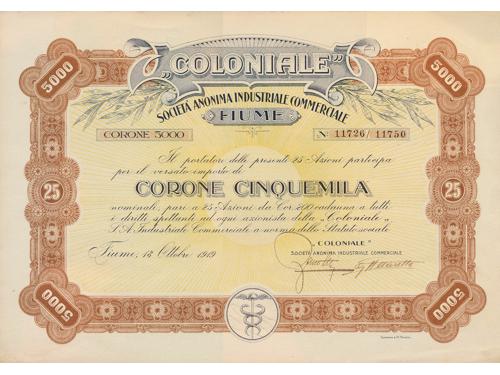 5000
5000
„COLONIALE"
SOCIETÀ ANONIMA INDUSTRIALE COMMERCIALE
FIUME
CORONE 5000
Nº 11726/11750
Il portatore delle presenti 25 Azioni partecipa
per il versato importo di
25
CORONE CINQUEMILA
25
nominale, pari a 25 Azioni da Cor. 200 cadauna a tutti
i diritti spettanti ad ogni azionista della „Coloniale"
S. A. Industriale Commerciale a norma dello Statuto sociale
Fiume, 18 Ottobre 1919
„COLONIALE"
SOCIETÀ ANONIMA INDUSTRIALE COMMERCIALE
5000
5000